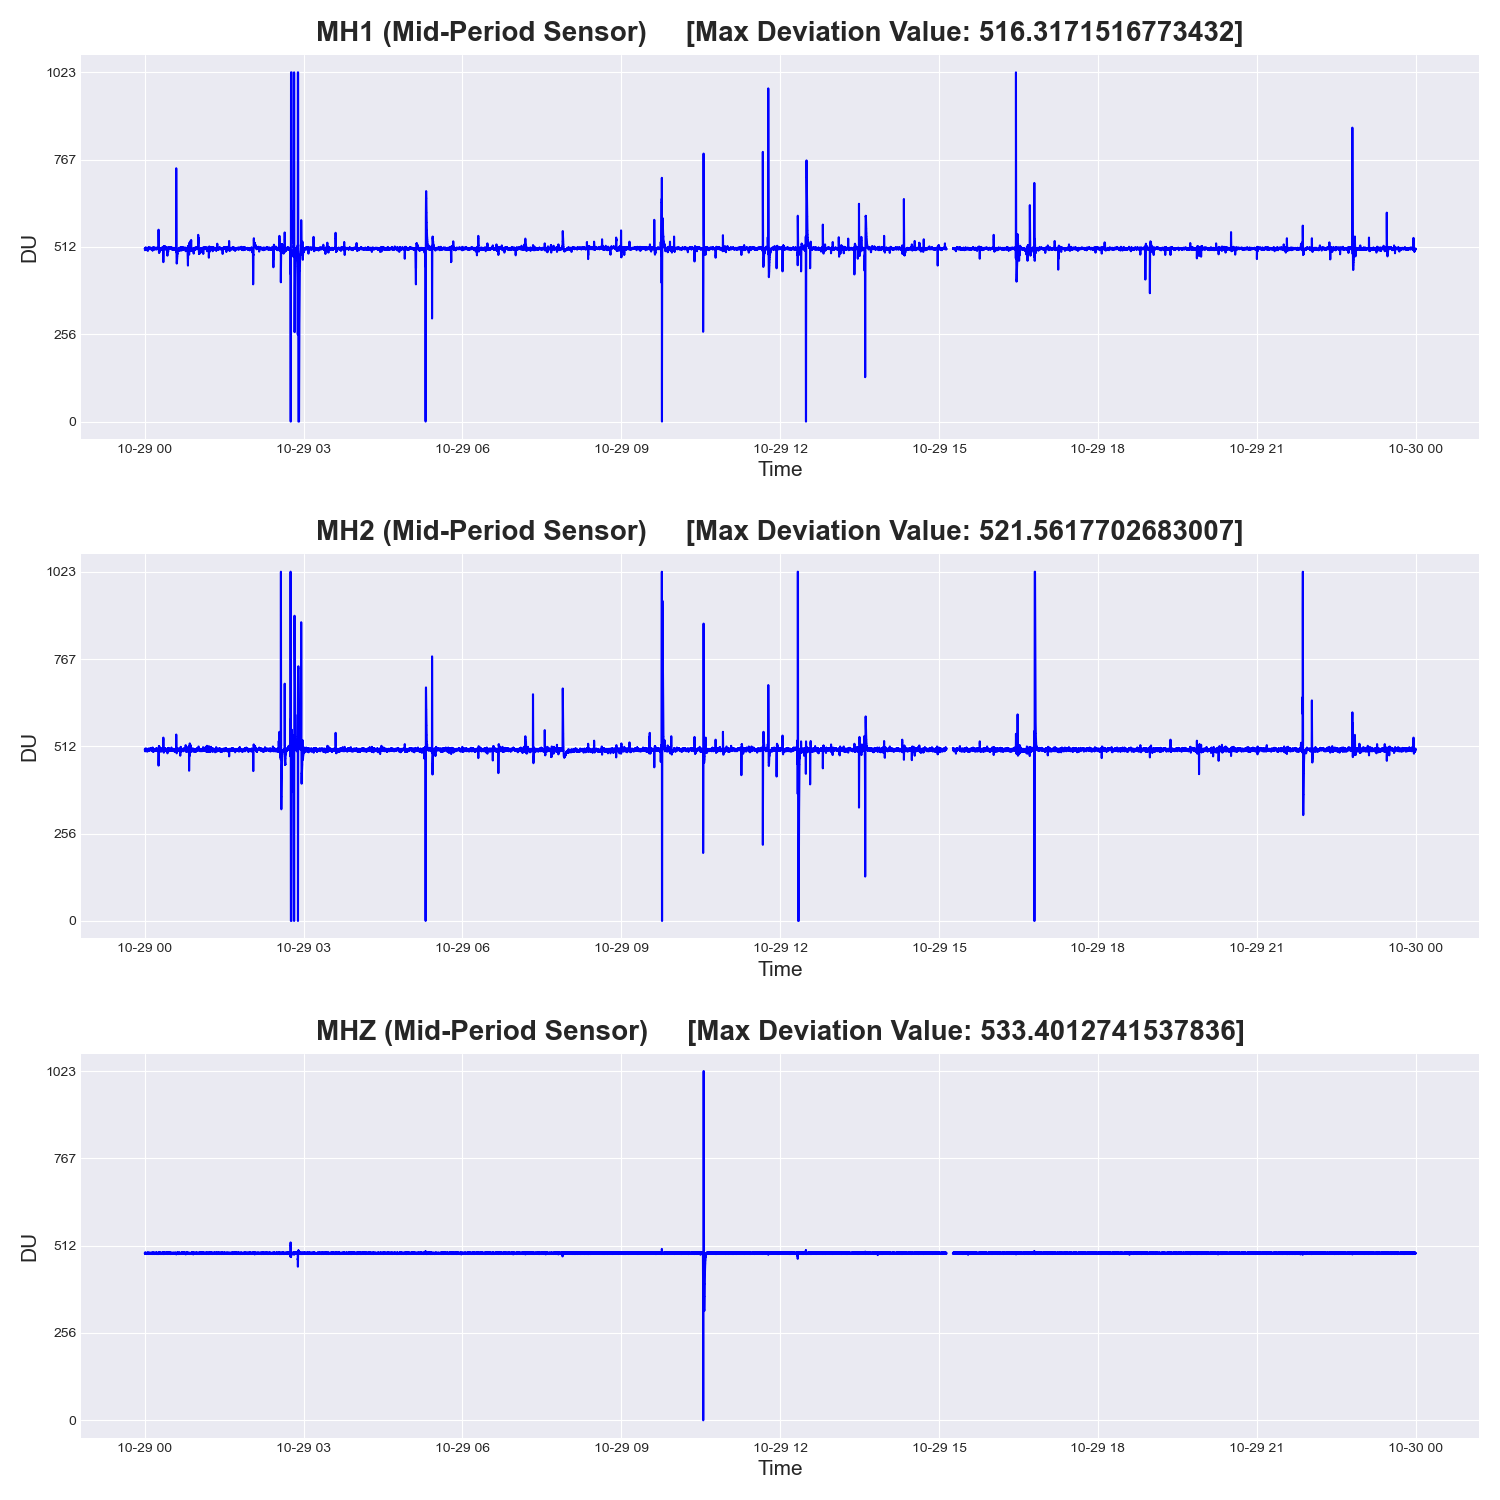 MH1 (Mid-Period Sensor) [Max Deviation Value: 516.3171516773432]
1023
767
512
256
0
DU
10-29 00 10-29 03 10-29 06 10-29 09 10-29 12 10-29 15 10-29 18 10-29 21 10-30 00
Time
MH2 (Mid-Period Sensor) [Max Deviation Value: 521.5617702683007]
1023
767
512
256
0
DU
10-29 00 10-29 03 10-29 06 10-29 09 10-29 12 10-29 15 10-29 18 10-29 21 10-30 00
Time
MHZ (Mid-Period Sensor) [Max Deviation Value: 533.4012741537836]
1023
767
512
256
0
DU
10-29 00 10-29 03 10-29 06 10-29 09 10-29 12 10-29 15 10-29 18 10-29 21 10-30 00
Time